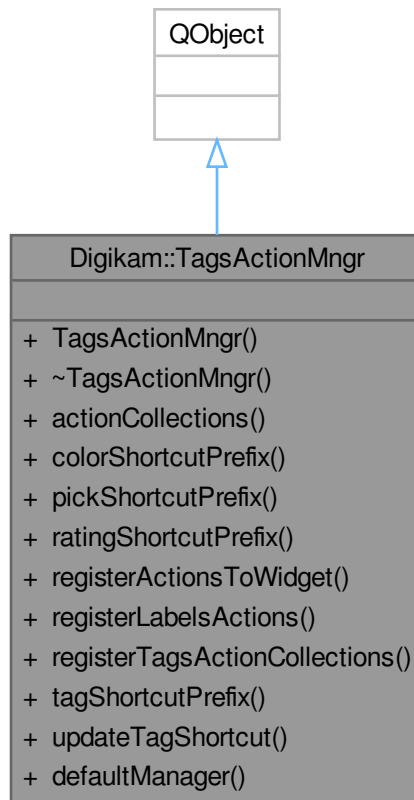 QObject
Digikam::TagsActionMngr
+ TagsActionMngr()
+ ~TagsActionMngr()
+ actionCollections()
+ colorShortcutPrefix()
+ pickShortcutPrefix()
+ ratingShortcutPrefix()
+ registerActionsToWidget()
+ registerLabelsActions()
+ registerTagsActionCollections()
+ tagShortcutPrefix()
+ updateTagShortcut()
+ defaultManager()